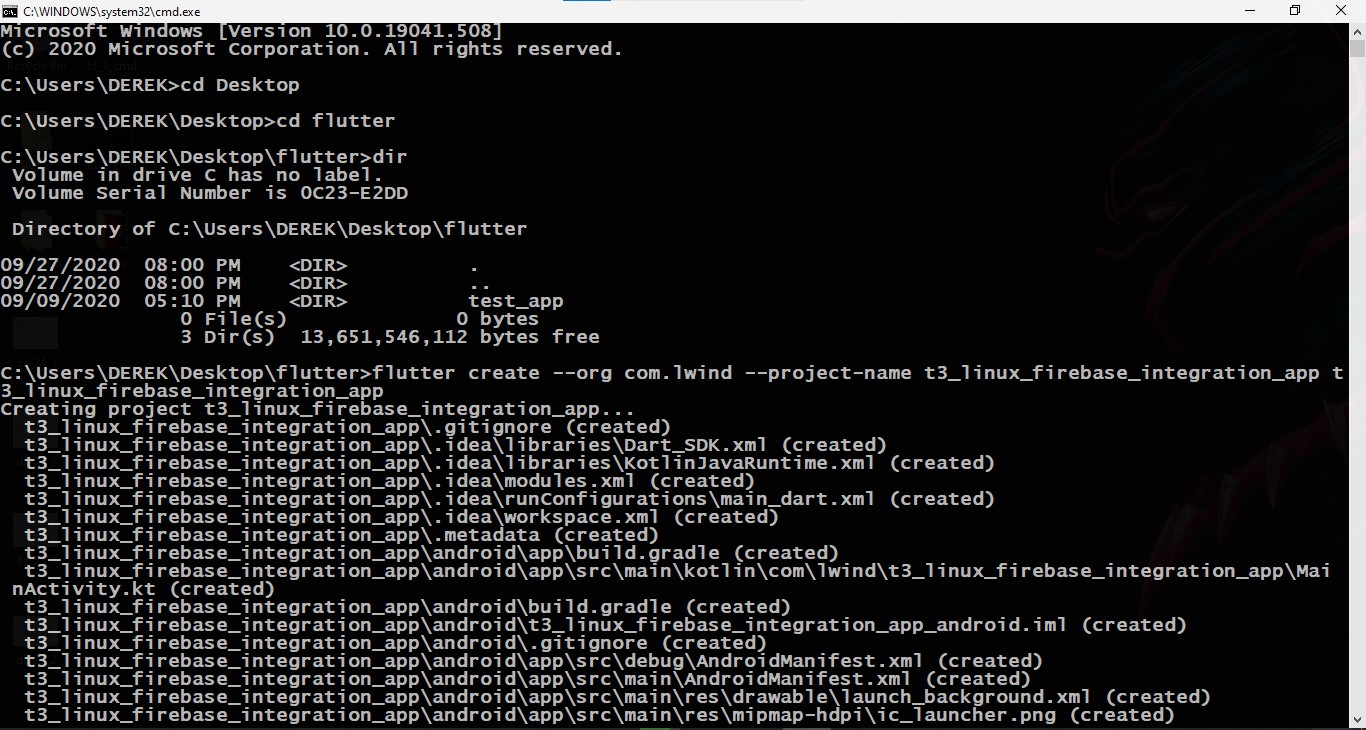 C:\WINDOWS\system32\cmd.exe
Microsoft Windows [Version 10.0.19041.508]
(c) 2020 Microsoft Corporation. All rights reserved.
C:\Users\DEREK>cd Desktop
C:\Users\DEREK\Desktop>cd flutter
C:\Users\DEREK\Desktop\flutter>dir
 Volume in drive C has no label.
 Volume Serial Number is 0C23-E2DD
 Directory of C:\Users\DEREK\Desktop\flutter
09/27/2020  08:00 PM    <DIR>          .
09/27/2020  08:00 PM    <DIR>          ..
09/09/2020  05:10 PM    <DIR>          test_app
               0 File(s)              0 bytes
               3 Dir(s)  13,651,546,112 bytes free
C:\Users\DEREK\Desktop\flutter>flutter create --org com.lwind --project-name t3_linux_firebase_integration_app t
3_linux_firebase_integration_app
Creating project t3_linux_firebase_integration_app...
  t3_linux_firebase_integration_app\.gitignore (created)
  t3_linux_firebase_integration_app\.idea\libraries\Dart_SDK.xml (created)
  t3_linux_firebase_integration_app\.idea\libraries\KotlinJavaRuntime.xml (created)
  t3_linux_firebase_integration_app\.idea\modules.xml (created)
  t3_linux_firebase_integration_app\.idea\runConfigurations\main_dart.xml (created)
  t3_linux_firebase_integration_app\.idea\workspace.xml (created)
  t3_linux_firebase_integration_app\.metadata (created)
  t3_linux_firebase_integration_app\android\app\build.gradle (created)
  t3_linux_firebase_integration_app\android\app\src\main\kotlin\com\lwind\t3_linux_firebase_integration_app\Mai
nActivity.kt (created)
  t3_linux_firebase_integration_app\android\build.gradle (created)
  t3_linux_firebase_integration_app\android\t3_linux_firebase_integration_app_android.iml (created)
  t3_linux_firebase_integration_app\android\.gitignore (created)
  t3_linux_firebase_integration_app\android\app\src\debug\AndroidManifest.xml (created)
  t3_linux_firebase_integration_app\android\app\src\main\AndroidManifest.xml (created)
  t3_linux_firebase_integration_app\android\app\src\main\res\drawable\launch_background.xml (created)
  t3_linux_firebase_integration_app\android\app\src\main\res\mipmap-hdpi\ic_launcher.png (created)